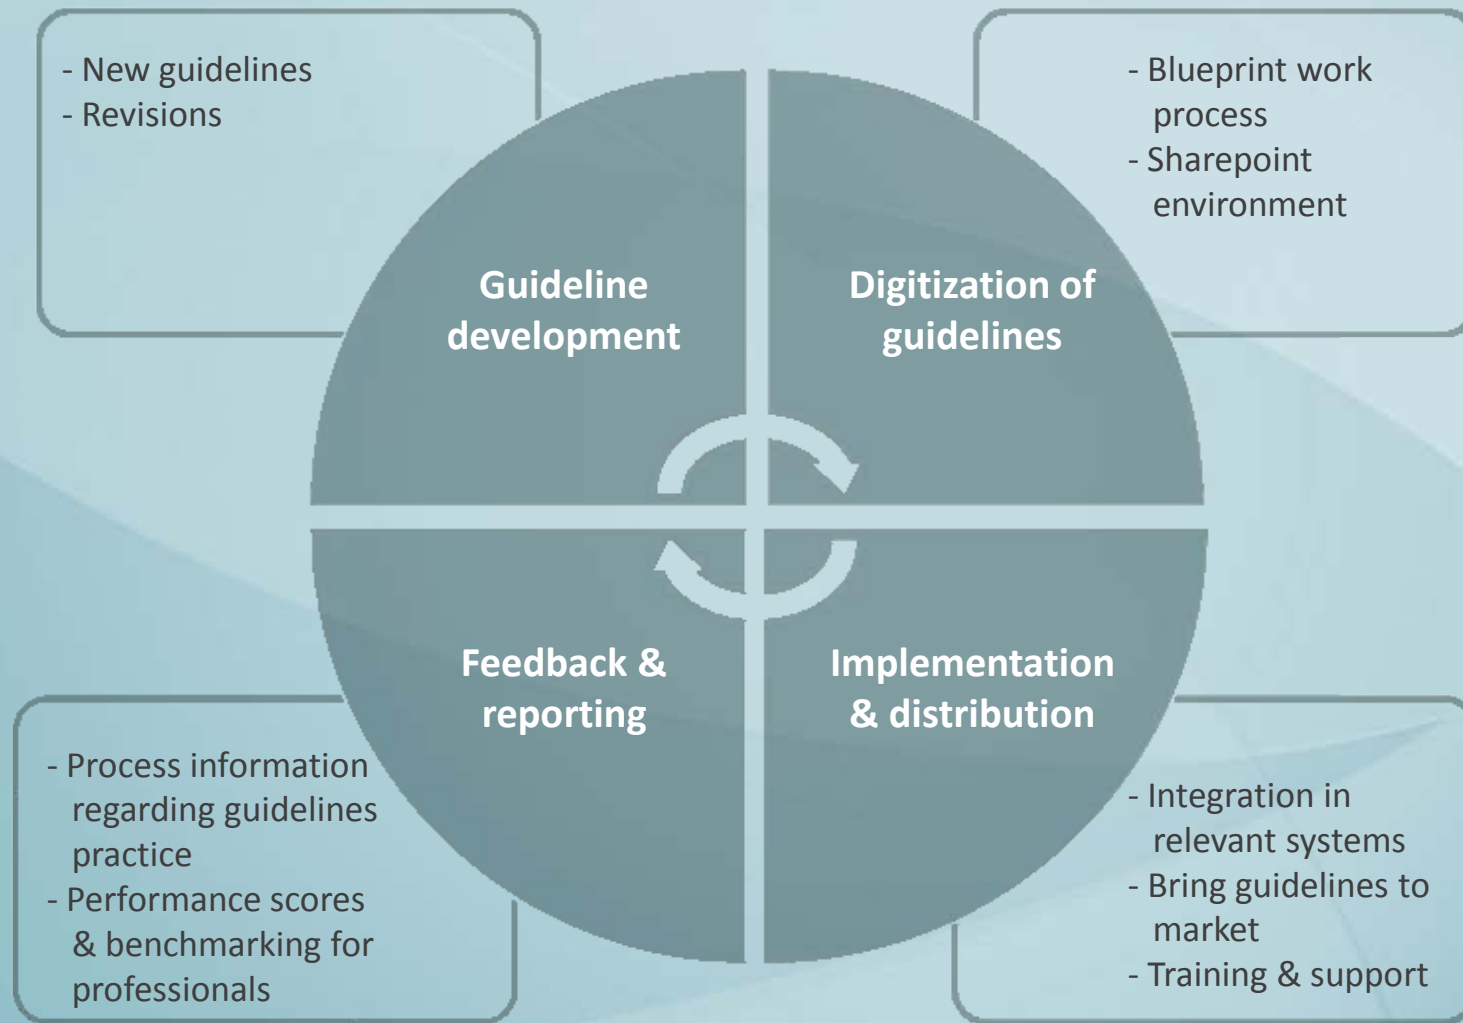 - New guidelines
- Revisions
- Blueprint work
process
- Sharepoint
environment
Guideline
development
Digitization of
guidelines
Feedback &
reporting
Implementation
& distribution
- Process information
regarding guidelines
practice
- Performance scores
& benchmarking for
professionals
- Integration in
relevant systems
- Bring guidelines to
market
- Training & support